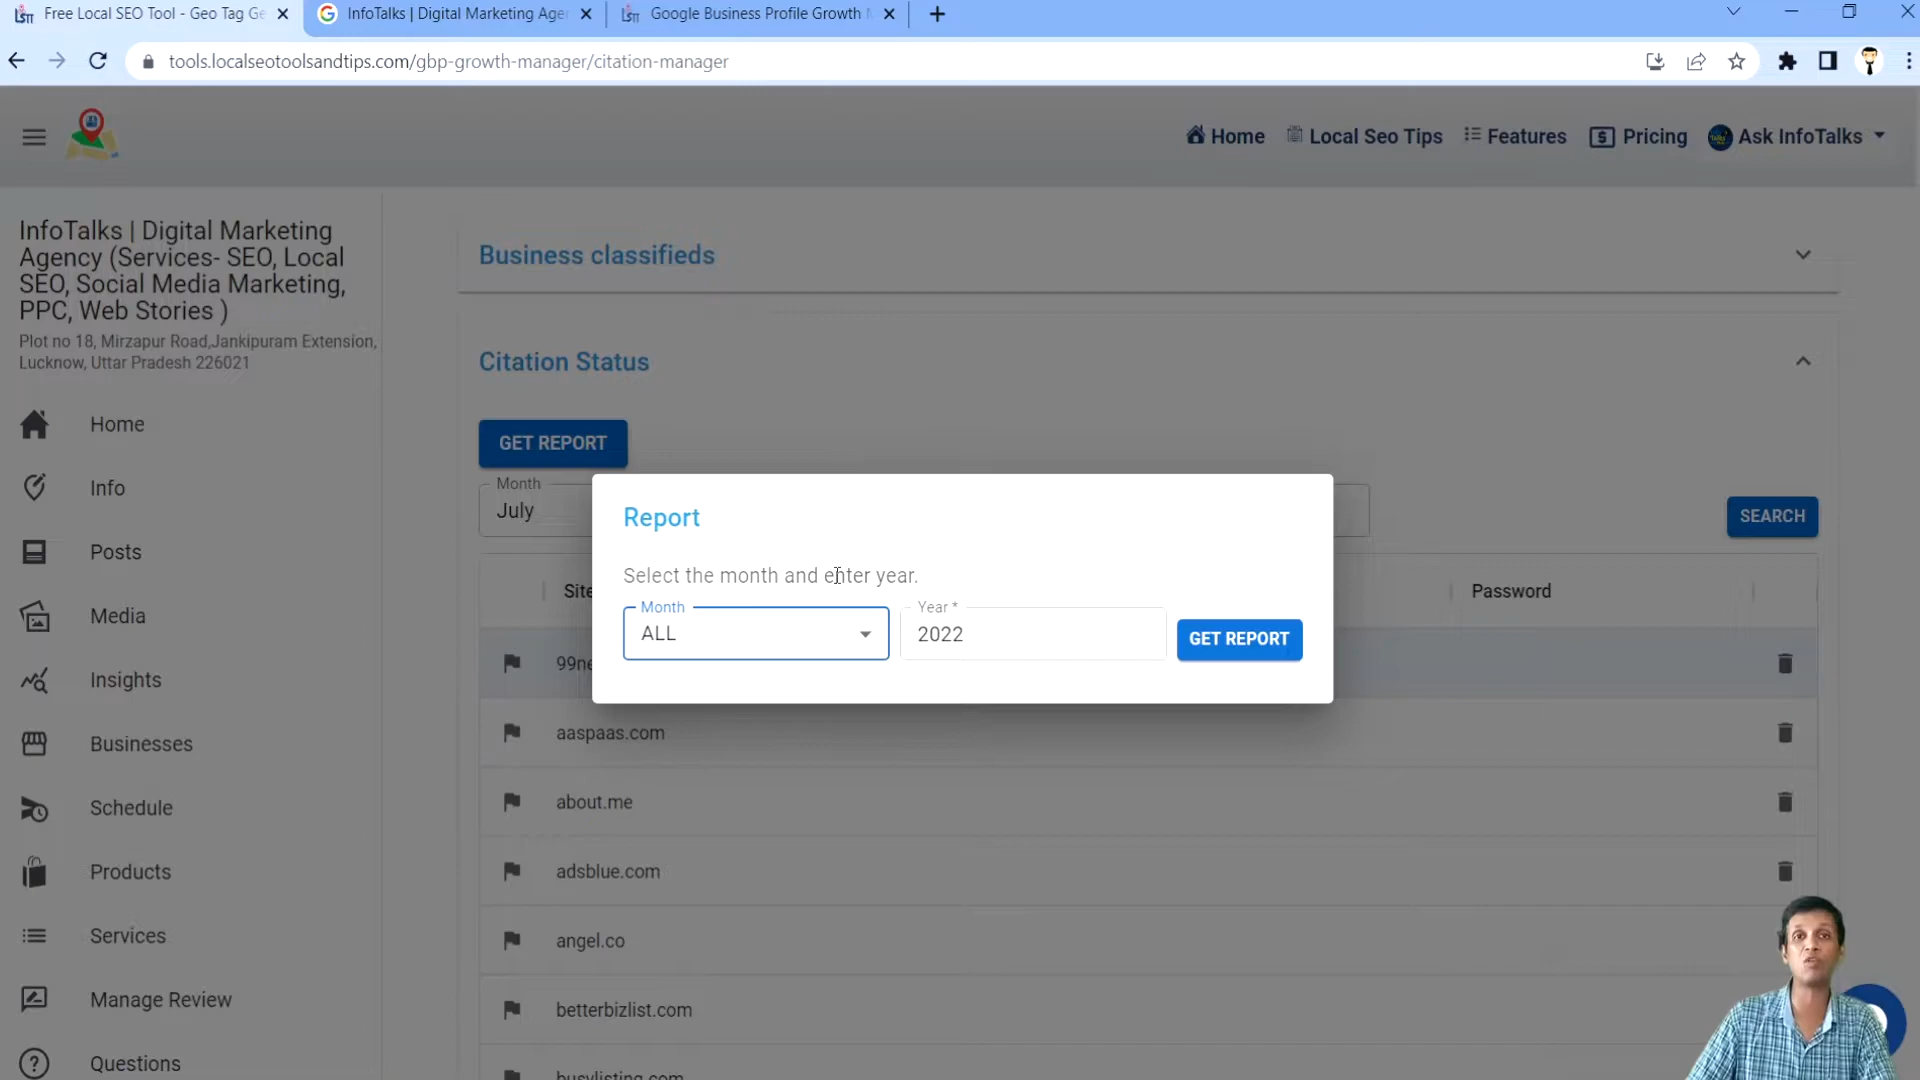 Free Local SEO Tool - Geo Tag Ge
InfoTalks | Digital Marketing Agen
Google Business Profile Growth
tools.localseotoolsandtips.com/gbp-growth-manager/citation-manager
Home
Local Seo Tips
Features
Pricing
Ask InfoTalks
InfoTalks | Digital Marketing
Agency (Services- SEO, Local
SEO, Social Media Marketing,
PPC, Web Stories )
Plot no 18, Mirzapur Road,Jankipuram Extension,
Lucknow, Uttar Pradesh 226021
Home
Info
Posts
Media
Insights
Businesses
Schedule
Products
Services
Manage Review
Questions
Business classifieds
Citation Status
GET REPORT
Month
July
SEARCH
Site
Password
99ne
aaspaas.com
about.me
adsblue.com
angel.co
betterbizlist.com
busylisting.com
Report
Select the month and enter year.
Month
ALL
Year *
2022
GET REPORT